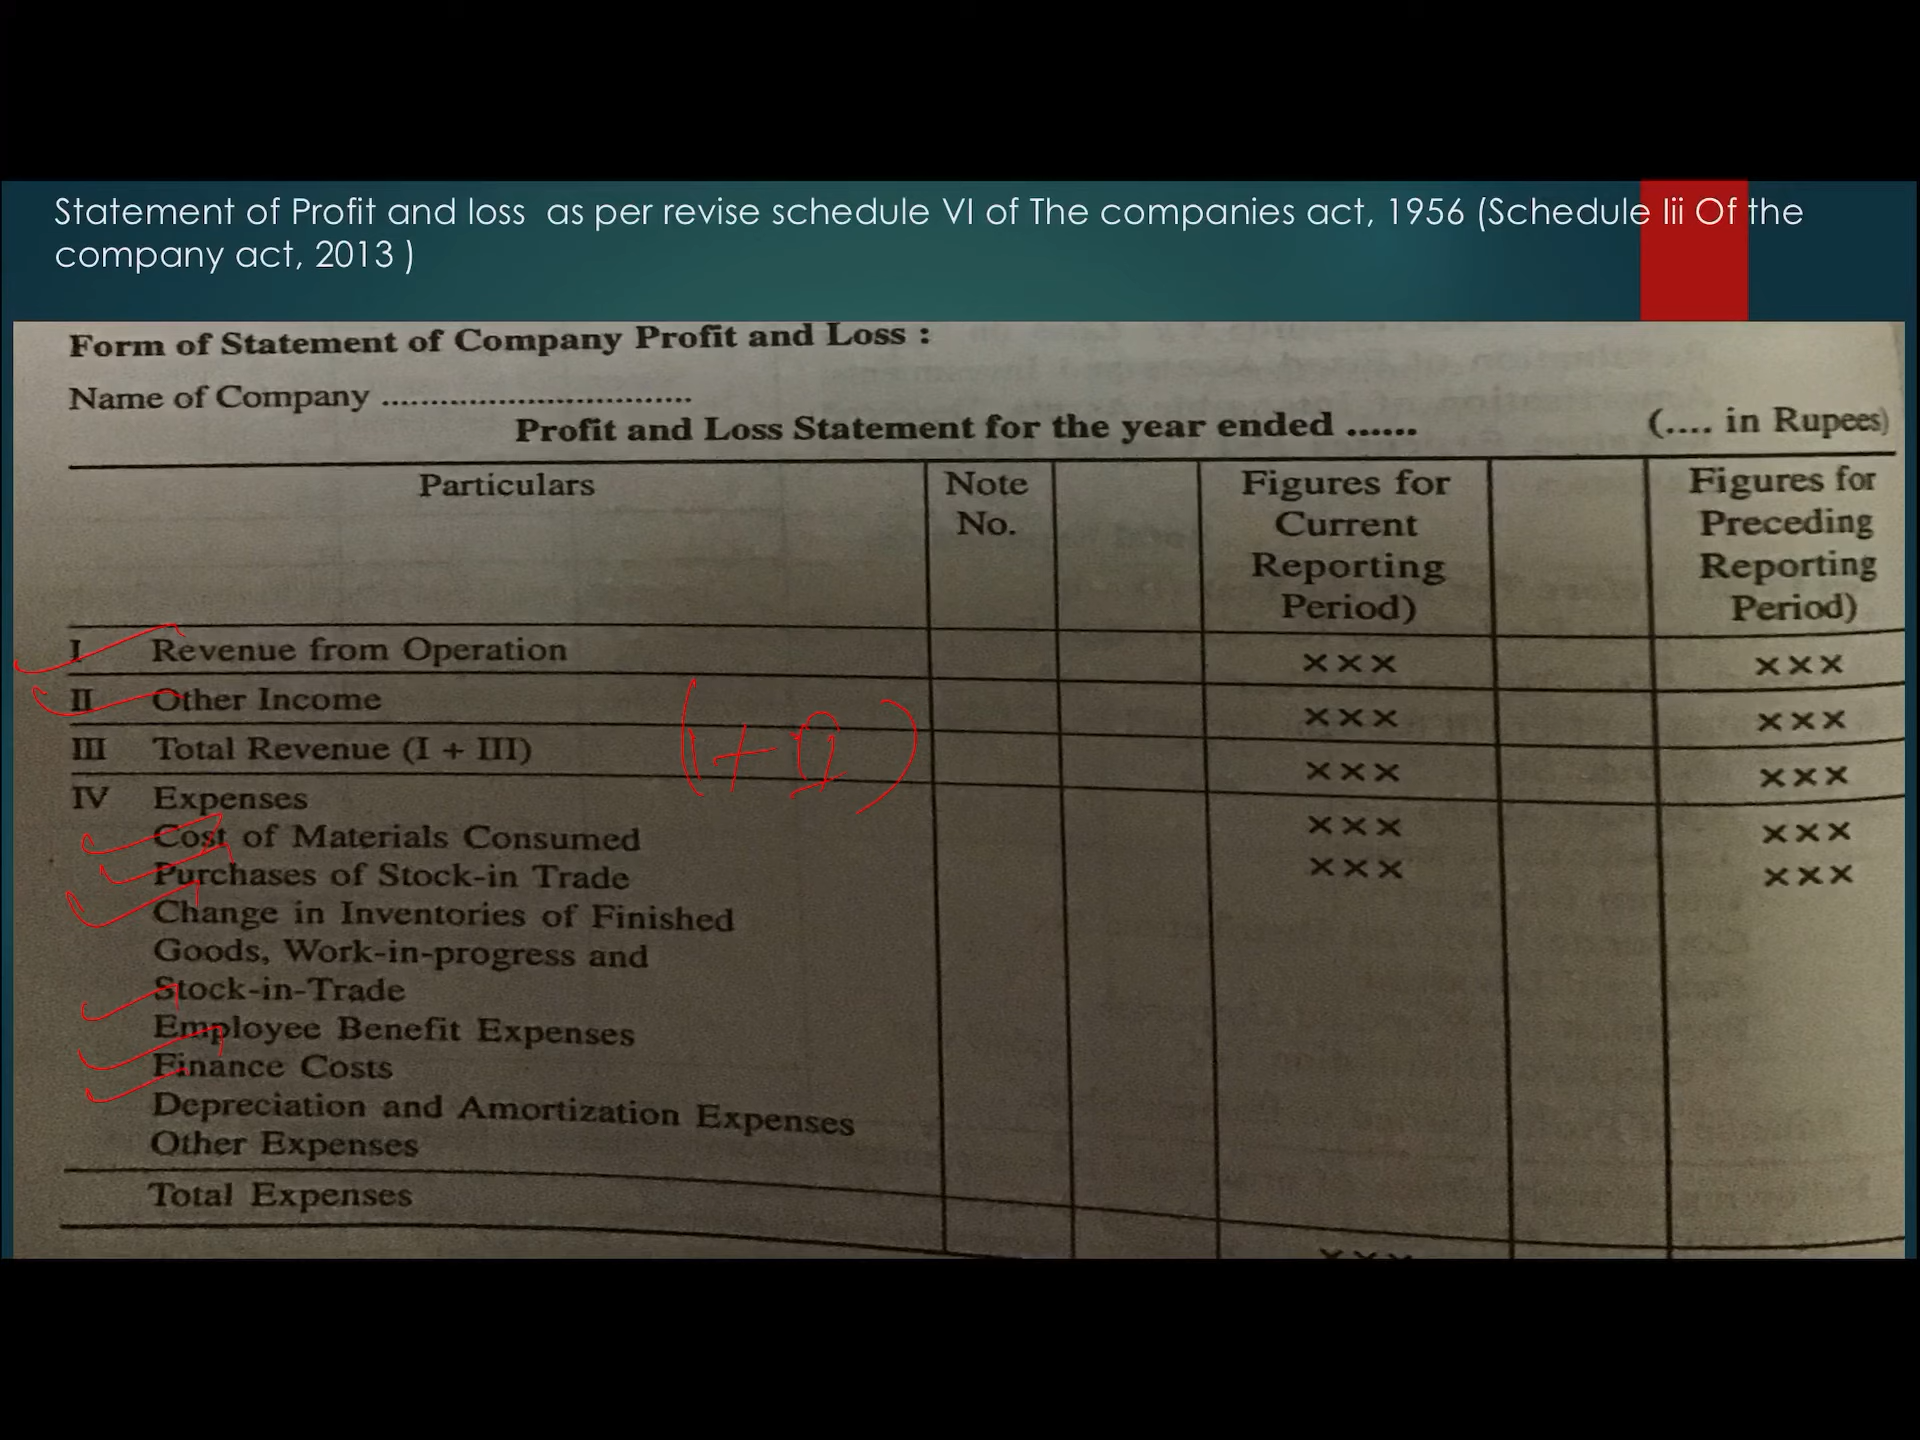 Statement of Profit and loss as per revise schedule VI of The companies act, 1956 (Schedule Iii Of the
company act, 2013 )
Form of Statement of Company Profit and Loss :
Name of Company ................................
Profit and Loss Statement for the year ended ...... (.... in Rupees)
Particulars Note No. Figures for Current Reporting Period) Figures for Preceding Reporting Period)
I Revenue from Operation ××× ×××
II Other Income ××× ×××
III Total Revenue (I + III) (1+II) ××× ×××
IV Expenses
Cost of Materials Consumed ××× ×××
Purchases of Stock-in Trade ××× ×××
Change in Inventories of Finished
Goods, Work-in-progress and
Stock-in-Trade
Employee Benefit Expenses
Finance Costs
Depreciation and Amortization Expenses
Other Expenses
Total Expenses
×××